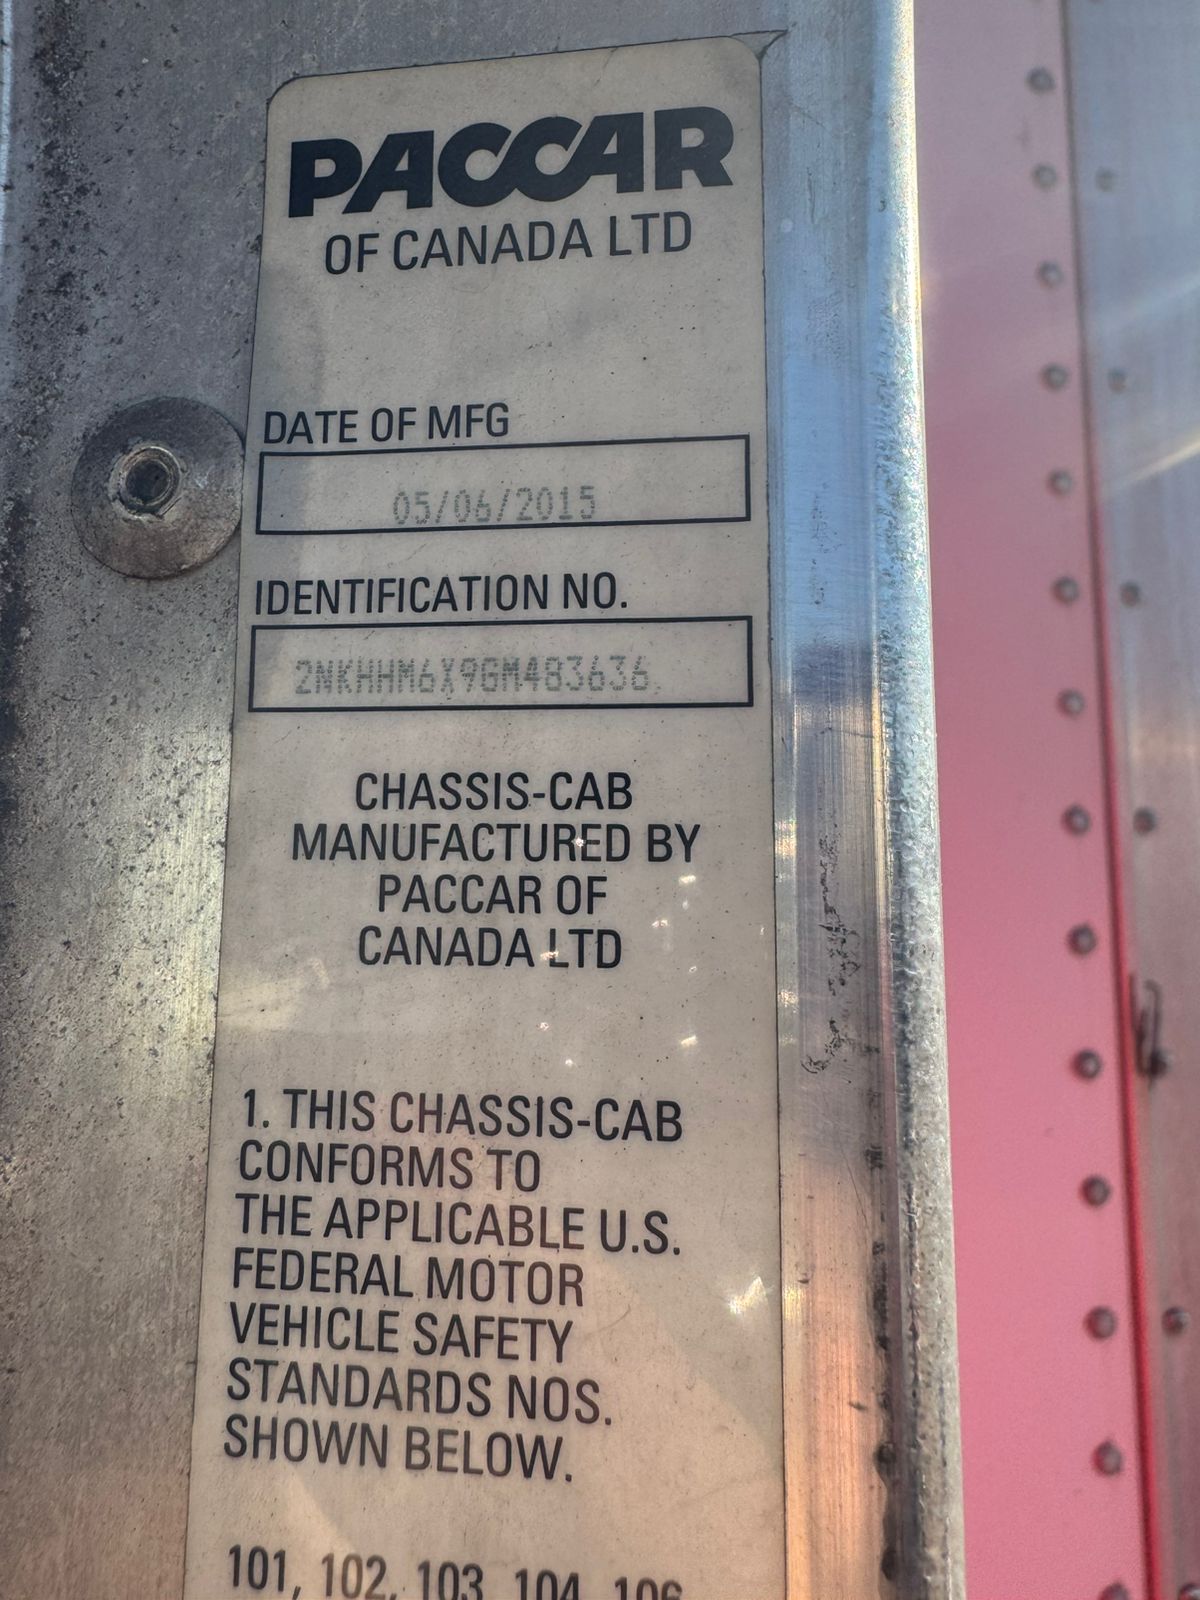 PACCAR
OF CANADA LTD
DATE OF MFG
05/06/2015
IDENTIFICATION NO.
2NKHHM6X9GM483636
CHASSIS-CAB
MANUFACTURED BY
PACCAR OF
CANADA LTD
1. THIS CHASSIS-CAB
CONFORMS TO
THE APPLICABLE U.S.
FEDERAL MOTOR
VEHICLE SAFETY
STANDARDS NOS.
SHOWN BELOW.
101, 102, 103, 104, 106